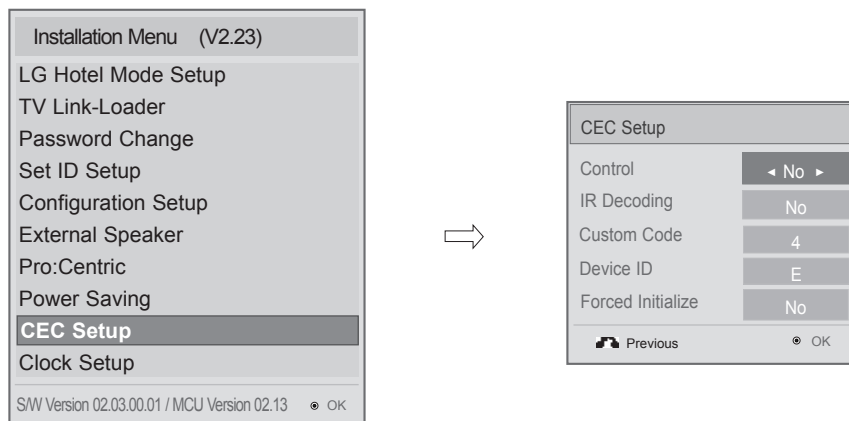 Installation Menu (V2.23)
LG Hotel Mode Setup
TV Link-Loader
Password Change
Set ID Setup
Configuration Setup
External Speaker
Pro:Centric
Power Saving
CEC Setup
Clock Setup
S/W Version 02.03.00.01 / MCU Version 02.13 ◉ OK
CEC Setup
Control ◄ No ►
IR Decoding No
Custom Code 4
Device ID E
Forced Initialize No
Previous ◉ OK